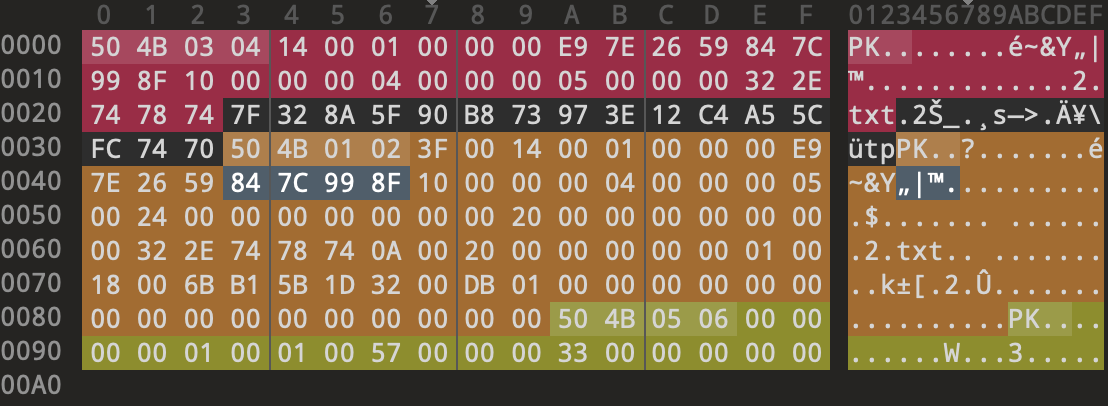 0 1 2 3 4 5 6 7 8 9 A B C D E F 0123456789ABCDEF
0000 50 4B 03 04 14 00 01 00 00 00 E9 7E 26 59 84 7C PK........é~&Y„|
0010 99 8F 10 00 00 00 04 00 00 00 05 00 00 00 32 2E ™.............2.
0020 74 78 74 7F 32 8A 5F 90 B8 73 97 3E 12 C4 A5 5C txt.2Š_.¸s—>.Ä¥\
0030 FC 74 70 50 4B 01 02 3F 00 14 00 01 00 00 00 E9 ütpPK..?.......é
0040 7E 26 59 84 7C 99 8F 10 00 00 00 04 00 00 00 05 ~&Y„|™..........
0050 00 24 00 00 00 00 00 00 00 20 00 00 00 00 00 00 .$....... ......
0060 00 32 2E 74 78 74 0A 00 20 00 00 00 00 00 01 00 .2.txt.. .......
0070 18 00 6B B1 5B 1D 32 00 DB 01 00 00 00 00 00 00 ..k±[.2.Û.......
0080 00 00 00 00 00 00 00 00 00 00 50 4B 05 06 00 00 ..........PK....
0090 00 00 01 00 01 00 57 00 00 00 33 00 00 00 00 00 ......W...3.....
00A0